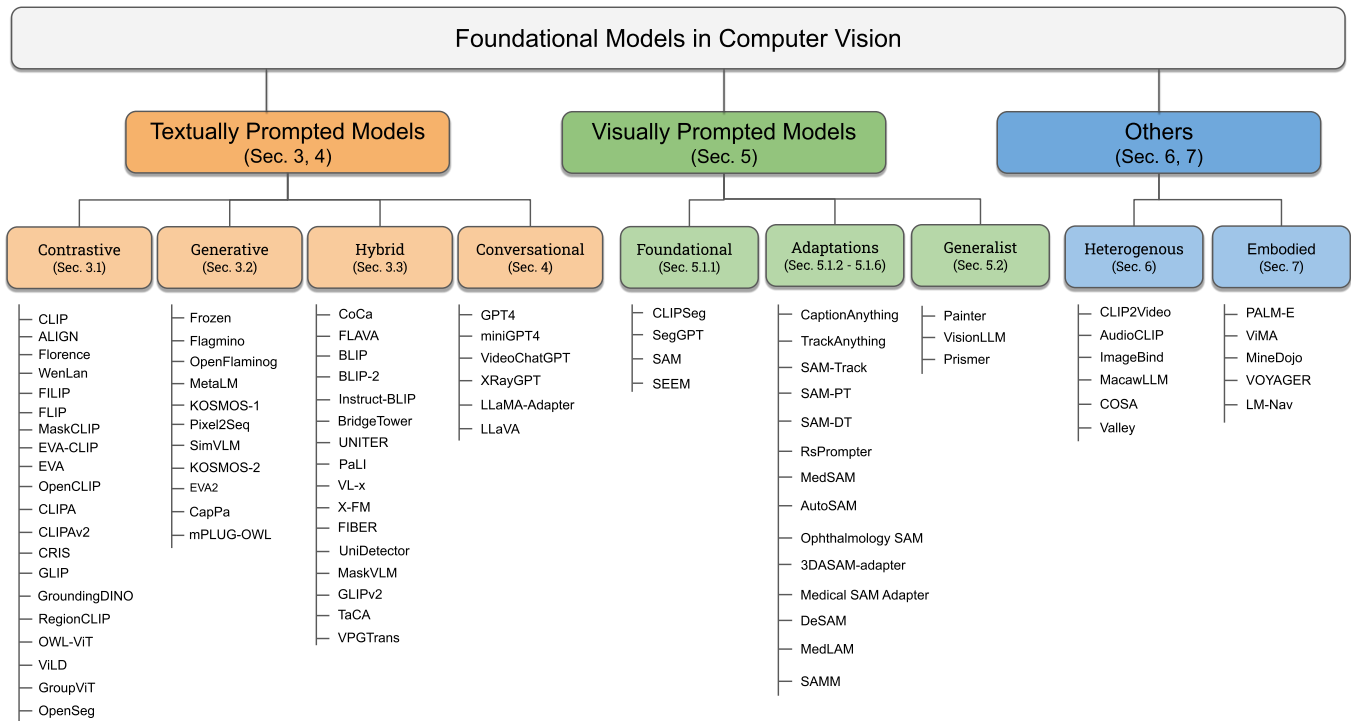 Foundational Models in Computer Vision
Textually Prompted Models
(Sec. 3, 4)
Visually Prompted Models
(Sec. 5)
Others
(Sec. 6, 7)
Contrastive
(Sec. 3.1)
Generative
(Sec. 3.2)
Hybrid
(Sec. 3.3)
Conversational
(Sec. 4)
Foundational
(Sec. 5.1.1)
Adaptations
(Sec. 5.1.2 - 5.1.6)
Generalist
(Sec. 5.2)
Heterogenous
(Sec. 6)
Embodied
(Sec. 7)
CLIP
ALIGN
Florence
WenLan
FILIP
FLIP
MaskCLIP
EVA-CLIP
EVA
OpenCLIP
CLIPA
CLIPAv2
CRIS
GLIP
GroundingDINO
RegionCLIP
OWL-ViT
ViLD
GroupViT
OpenSeg
Frozen
Flagmino
OpenFlaminog
MetaLM
KOSMOS-1
Pixel2Seq
SimVLM
KOSMOS-2
EVA2
CapPa
mPLUG-OWL
CoCa
FLAVA
BLIP
BLIP-2
Instruct-BLIP
BridgeTower
UNITER
PaLI
VL-x
X-FM
FIBER
UniDetector
MaskVLM
GLIPv2
TaCA
VPGTrans
GPT4
miniGPT4
VideoChatGPT
XRayGPT
LLaMA-Adapter
LLaVA
CLIPSeg
SegGPT
SAM
SEEM
CaptionAnything
TrackAnything
SAM-Track
SAM-PT
SAM-DT
RsPrompter
MedSAM
AutoSAM
Ophthalmology SAM
3DASAM-adapter
Medical SAM Adapter
DeSAM
MedLAM
SAMM
Painter
VisionLLM
Prismer
CLIP2Video
AudioCLIP
ImageBind
MacawLLM
COSA
Valley
PALM-E
ViMA
MineDojo
VOYAGER
LM-Nav